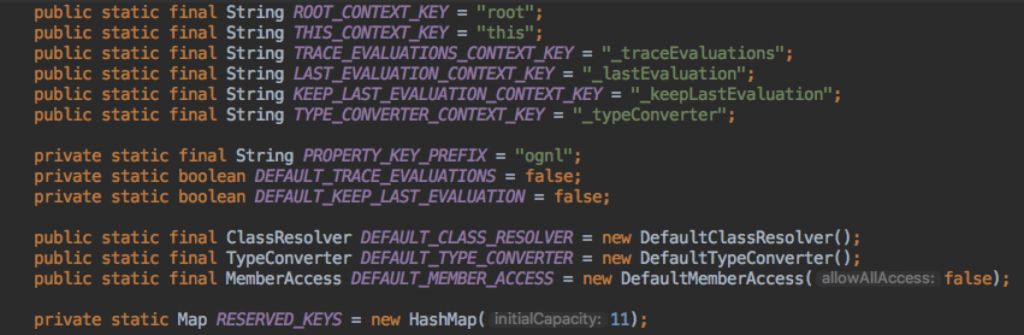 public static final String ROOT_CONTEXT_KEY = "root";
public static final String THIS_CONTEXT_KEY = "this";
public static final String TRACE_EVALUATIONS_CONTEXT_KEY = "_traceEvaluations";
public static final String LAST_EVALUATION_CONTEXT_KEY = "_lastEvaluation";
public static final String KEEP_LAST_EVALUATION_CONTEXT_KEY = "_keepLastEvaluation";
public static final String TYPE_CONVERTER_CONTEXT_KEY = "_typeConverter";
private static final String PROPERTY_KEY_PREFIX = "ognl";
private static boolean DEFAULT_TRACE_EVALUATIONS = false;
private static boolean DEFAULT_KEEP_LAST_EVALUATION = false;
public static final ClassResolver DEFAULT_CLASS_RESOLVER = new DefaultClassResolver();
public static final TypeConverter DEFAULT_TYPE_CONVERTER = new DefaultTypeConverter();
public static final MemberAccess DEFAULT_MEMBER_ACCESS = new DefaultMemberAccess( allowAllAccess: false);
private static Map RESERVED_KEYS = new HashMap( initialCapacity: 11);